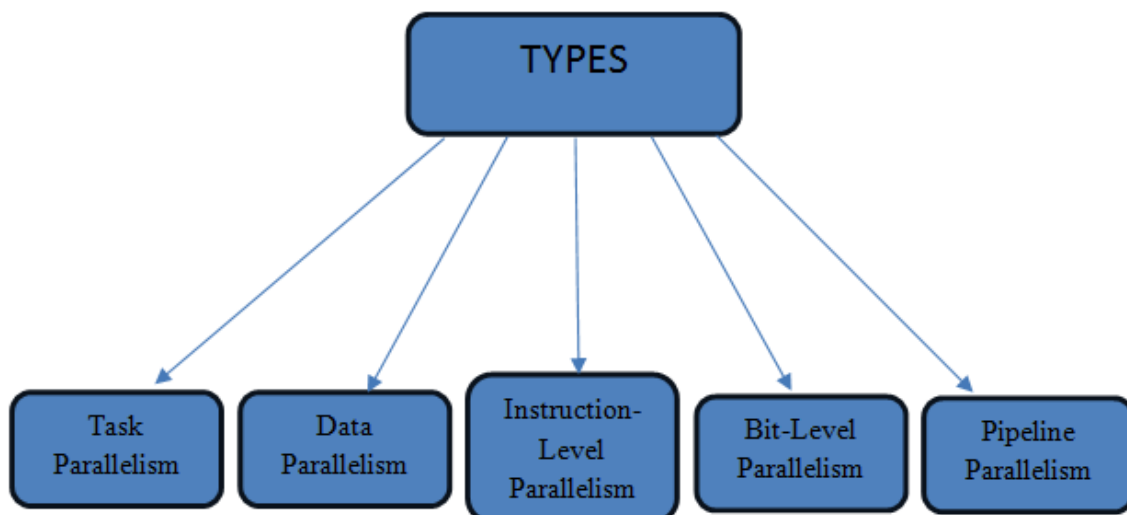 TYPES
Task
Parallelism
Data
Parallelism
Instruction-
Level
Parallelism
Bit-Level
Parallelism
Pipeline
Parallelism